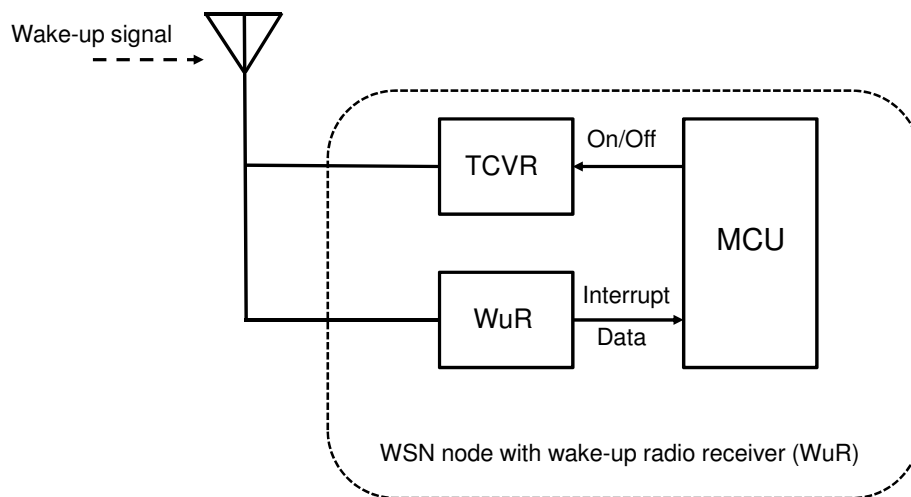 Wake-up signal
TCVR
On/Off
MCU
WuR
Interrupt
Data
WSN node with wake-up radio receiver (WuR)